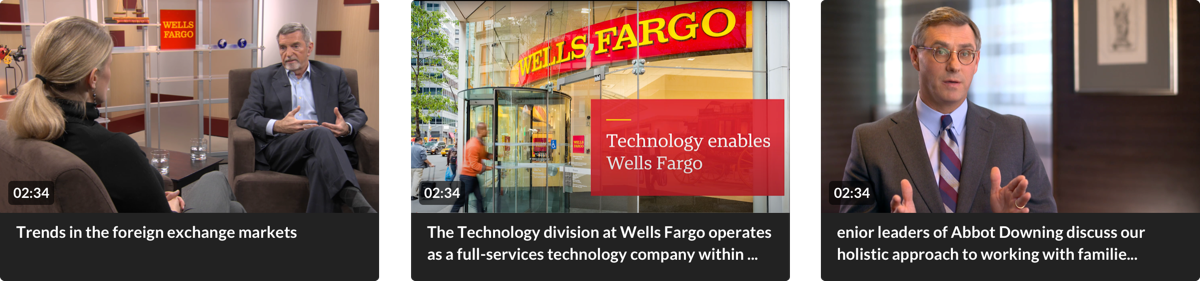 WELLS
FARGO
02:34
Trends in the foreign exchange markets
WELLS FARGO
WELLS
FARGO
Technology enables
Wells Fargo
02:34
The Technology division at Wells Fargo operates
as a full-services technology company within ...
02:34
enior leaders of Abbot Downing discuss our
holistic approach to working with familie...